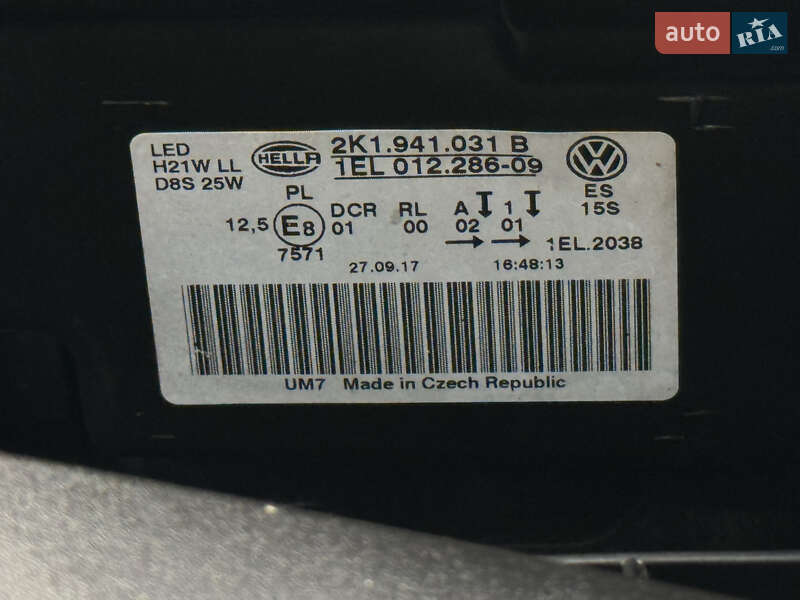 auto RIA .com
LED
H21W LL
D8S 25W
HELLA
2K1.941.031 B
1EL 012.286-09
VW
ES
15S
PL
12,5 E8
7571
DCR RL A 1
01 00 02 01
1EL.2038
27.09.17 16:48:13
UM7 Made in Czech Republic